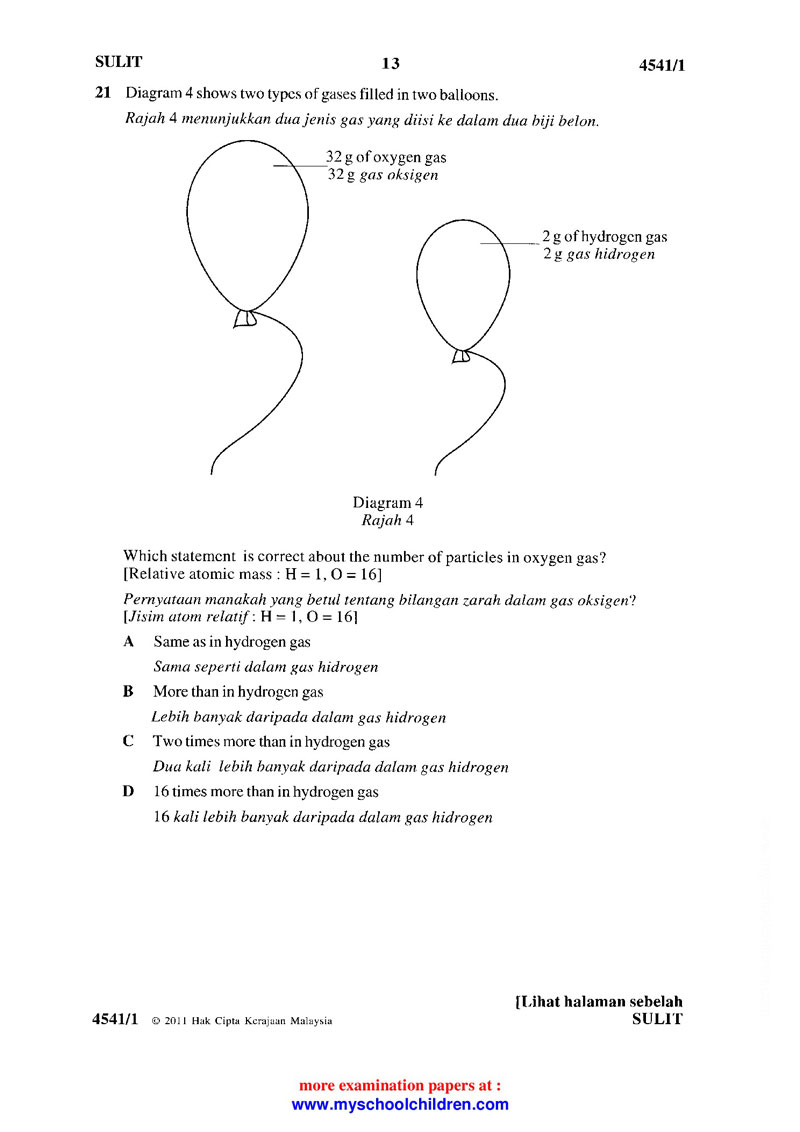 SULIT 13 4541/1
21 Diagram 4 shows two types of gases filled in two balloons.
Rajah 4 menunjukkan dua jenis gas yang diisi ke dalam dua biji belon.
32 g of oxygen gas
32 g gas oksigen
2 g of hydrogen gas
2 g gas hidrogen
Diagram 4
Rajah 4
Which statement is correct about the number of particles in oxygen gas?
[Relative atomic mass : H = 1, O = 16]
Pernyataan manakah yang betul tentang bilangan zarah dalam gas oksigen?
[Jisim atom relatif : H = 1, O = 16]
A Same as in hydrogen gas
Sama seperti dalam gas hidrogen
B More than in hydrogen gas
Lebih banyak daripada dalam gas hidrogen
C Two times more than in hydrogen gas
Dua kali lebih banyak daripada dalam gas hidrogen
D 16 times more than in hydrogen gas
16 kali lebih banyak daripada dalam gas hidrogen
[Lihat halaman sebelah
4541/1 © 2011 Hak Cipta Kerajaan Malaysia SULIT
more examination papers at :
www.myschoolchildren.com